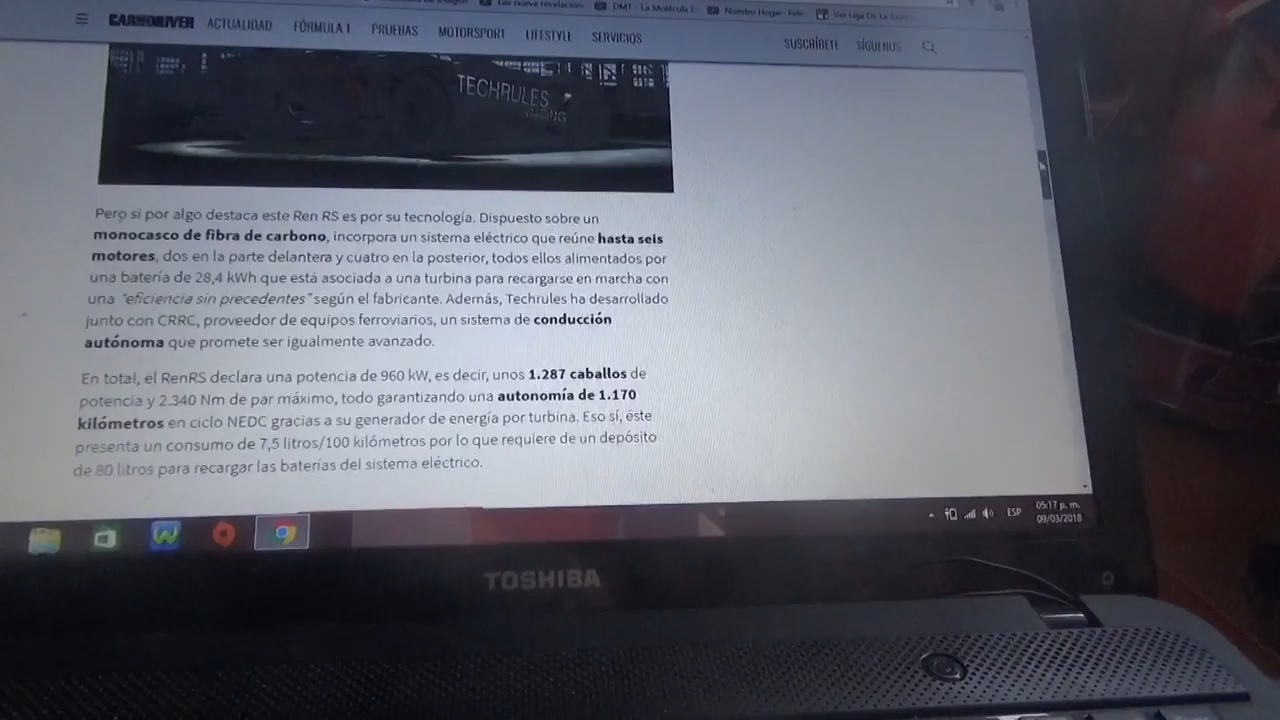 DMT - La Molécula
Nuestro Hogar
CAR AND DRIVER ACTUALIDAD FÓRMULA 1 PRUEBAS MOTORSPORT LIFESTYLE SERVICIOS SUSCRÍBETE SÍGUENOS
TECHRULES
RACING
Pero si por algo destaca este Ren RS es por su tecnología. Dispuesto sobre un
monocasco de fibra de carbono, incorpora un sistema eléctrico que reúne hasta seis
motores, dos en la parte delantera y cuatro en la posterior, todos ellos alimentados por
una batería de 28,4 kWh que está asociada a una turbina para recargarse en marcha con
una "eficiencia sin precedentes" según el fabricante. Además, Techrules ha desarrollado
junto con CRRC, proveedor de equipos ferroviarios, un sistema de conducción
autónoma que promete ser igualmente avanzado.
En total, el RenRS declara una potencia de 960 kW, es decir, unos 1.287 caballos de
potencia y 2.340 Nm de par máximo, todo garantizando una autonomía de 1.170
kilómetros en ciclo NEDC gracias a su generador de energía por turbina. Eso sí, éste
presenta un consumo de 7,5 litros/100 kilómetros por lo que requiere de un depósito
de 80 litros para recargar las baterías del sistema eléctrico.
ESP
05:17 p. m.
09/03/2018
TOSHIBA